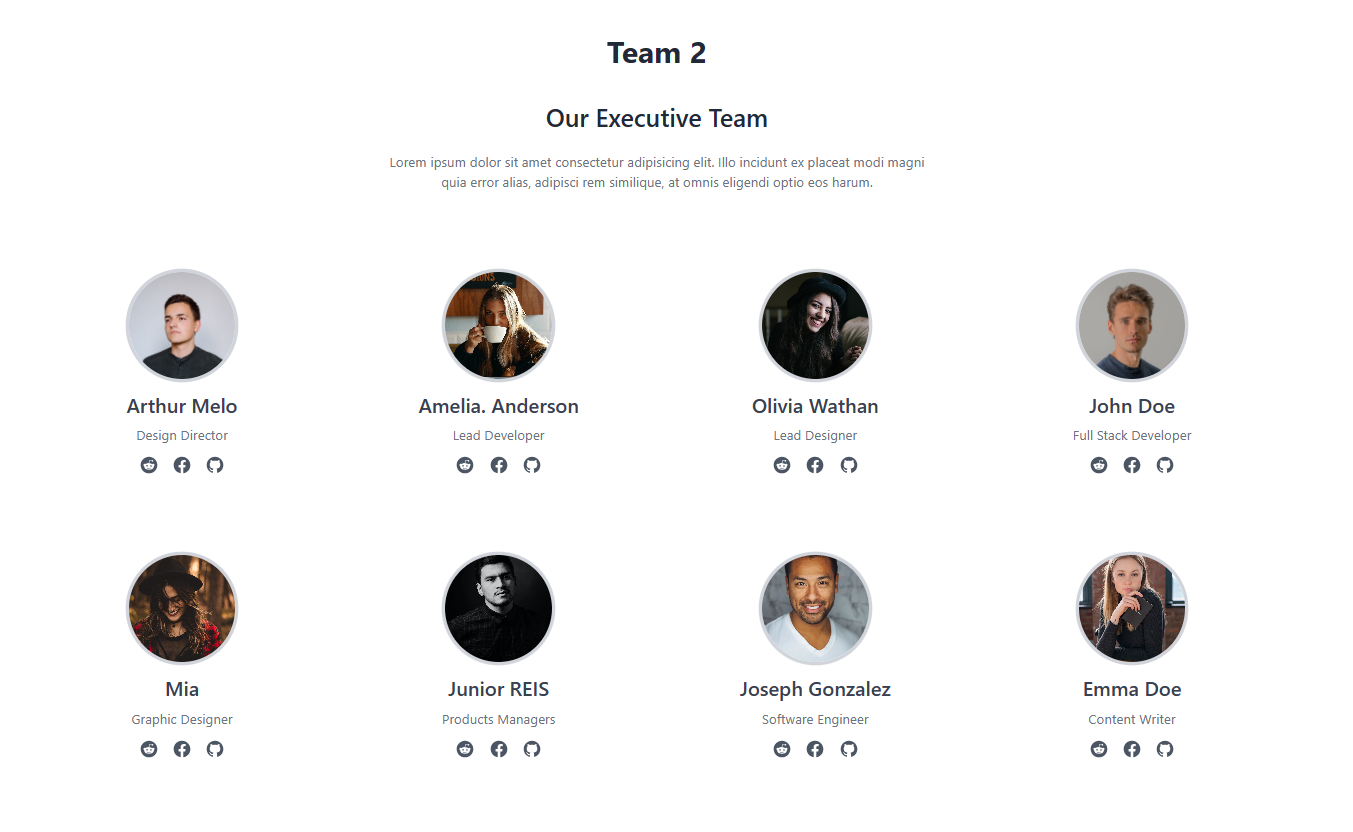 Team 2
Our Executive Team
Lorem ipsum dolor sit amet consectetur adipisicing elit. Illo incidunt ex placeat modi magni
quia error alias, adipisci rem similique, at omnis eligendi optio eos harum.
Arthur Melo
Design Director
Amelia. Anderson
Lead Developer
Olivia Wathan
Lead Designer
John Doe
Full Stack Developer
Mia
Graphic Designer
Junior REIS
Products Managers
Joseph Gonzalez
Software Engineer
Emma Doe
Content Writer